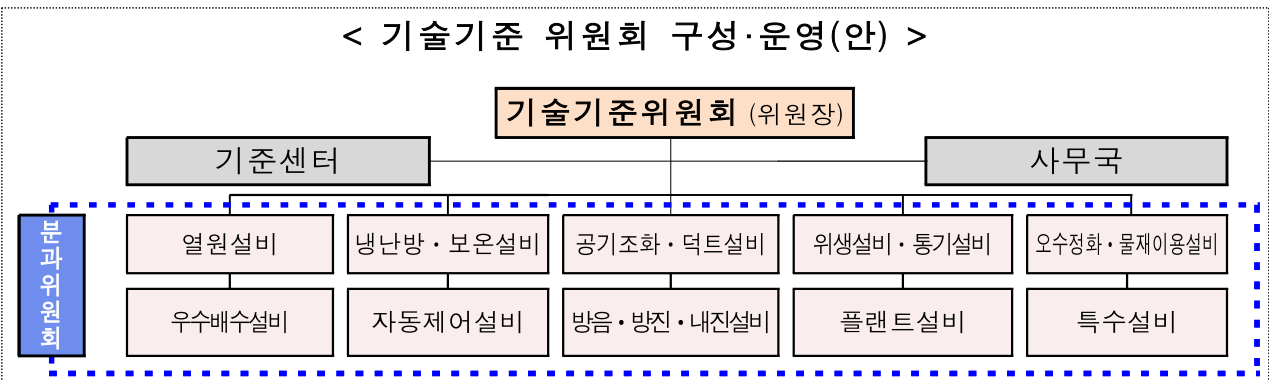 < 기술기준 위원회 구성·운영(안) >
기술기준위원회 (위원장)
기준센터
사무국
분과위원회
열원설비
냉난방·보온설비
공기조화·덕트설비
위생설비·통기설비
오수정화·물재이용설비
우수배수설비
자동제어설비
방음·방진·내진설비
플랜트설비
특수설비